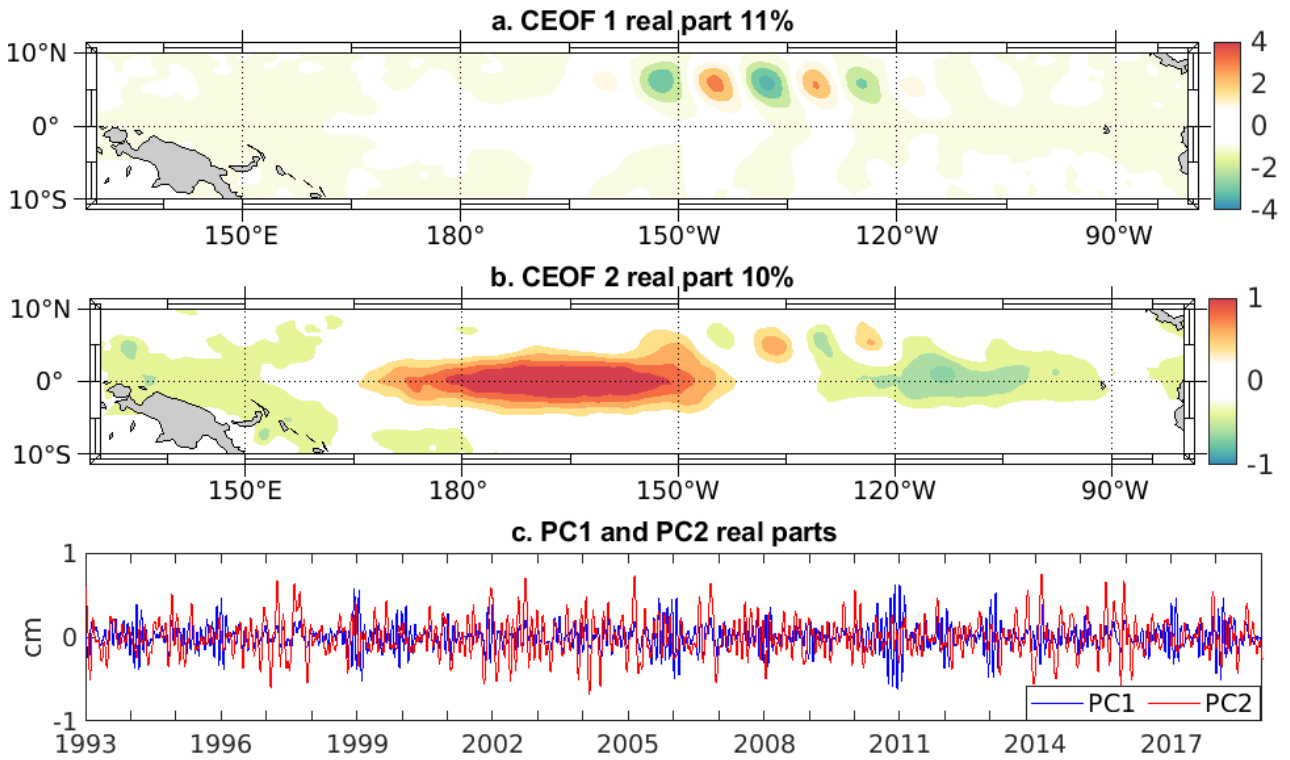 a. CEOF 1 real part 11%
10°N
0°
10°S
150°E 180° 150°W 120°W 90°W
4
2
0
-2
-4
b. CEOF 2 real part 10%
10°N
0°
10°S
150°E 180° 150°W 120°W 90°W
1
0
-1
c. PC1 and PC2 real parts
cm
1
0
-1
PC1 PC2
1993 1996 1999 2002 2005 2008 2011 2014 2017